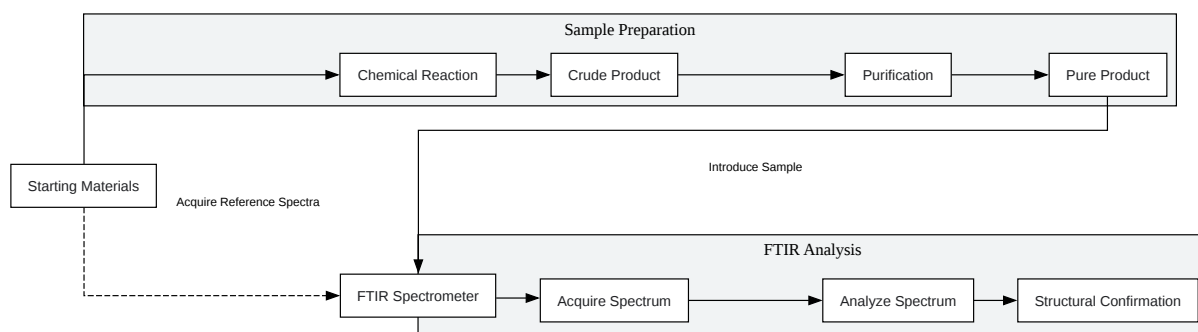 Sample Preparation
Chemical Reaction
Crude Product
Purification
Pure Product
Introduce Sample
Starting Materials
Acquire Reference Spectra
FTIR Analysis
FTIR Spectrometer
Acquire Spectrum
Analyze Spectrum
Structural Confirmation